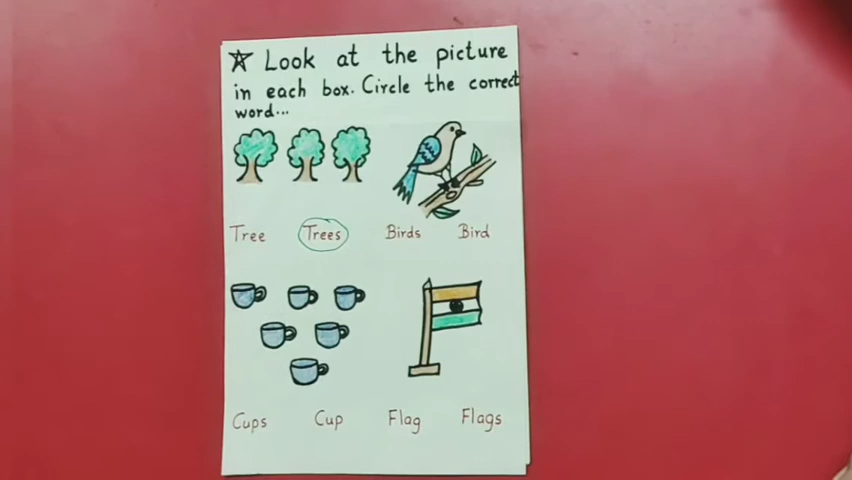 Look at the picture
in each box. Circle the correct
word...
Tree Trees Birds Bird
Cups Cup Flag Flags